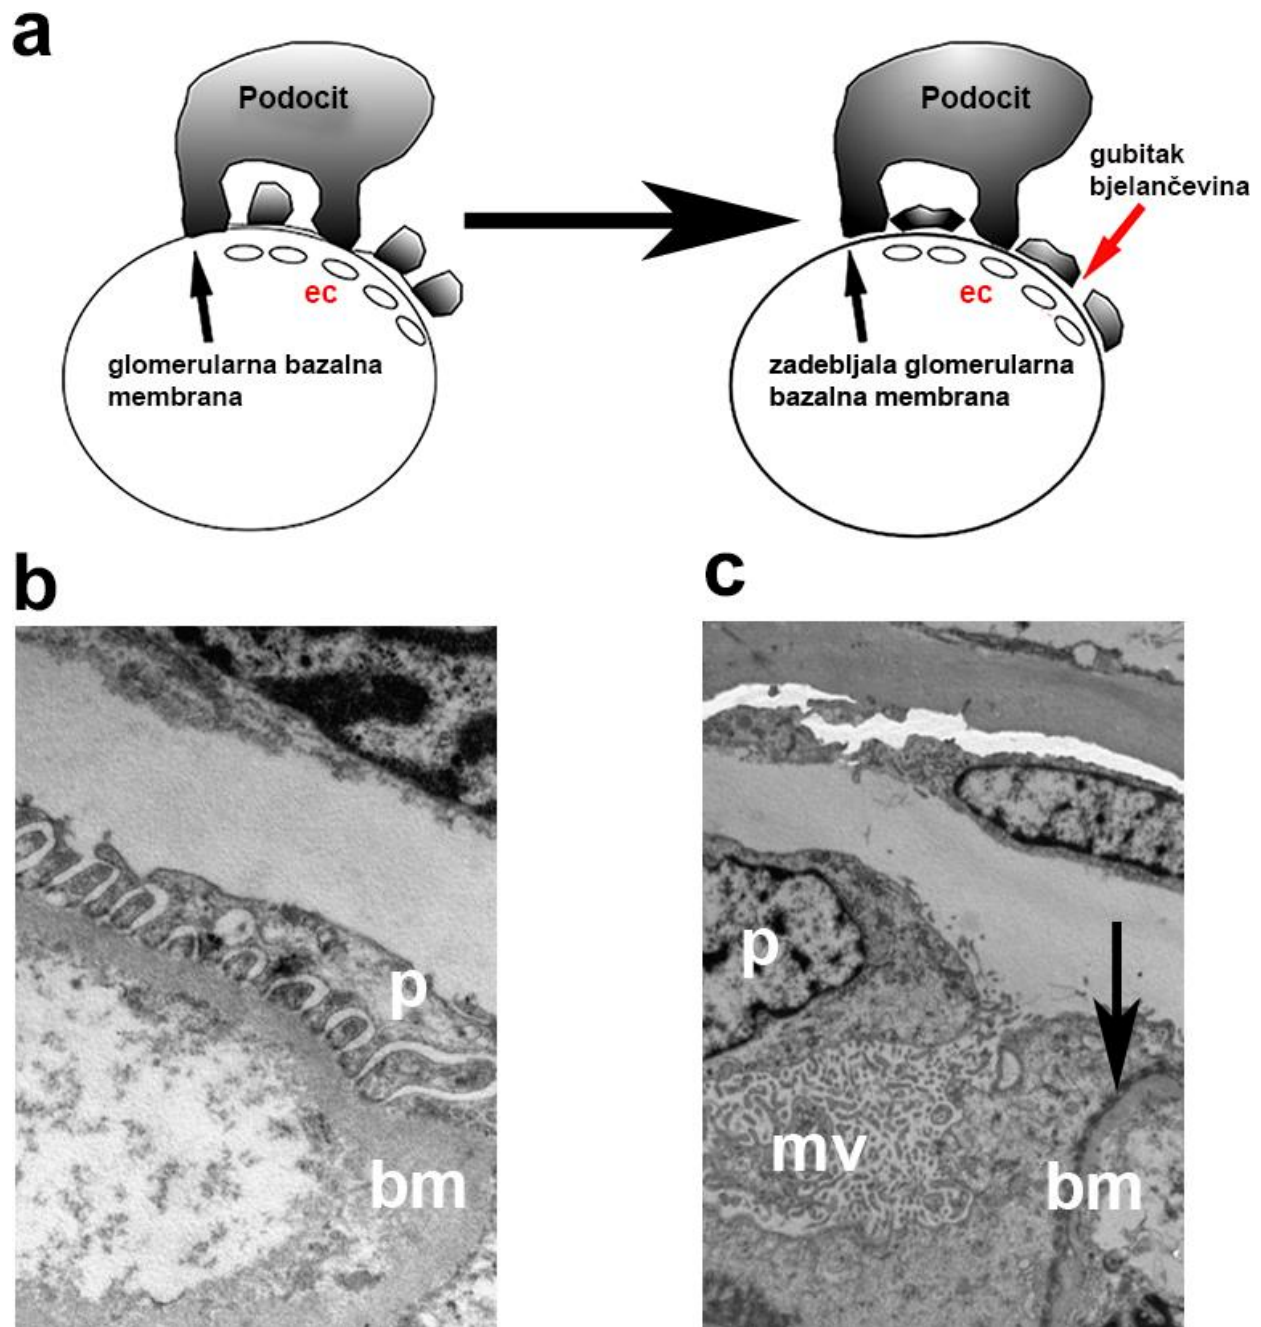 a
Podocit
Podocit
gubitak
bjelančevina
ec
ec
glomerularna bazalna
membrana
zadebljala glomerularna
bazalna membrana
b
c
p
bm
p
mv
bm